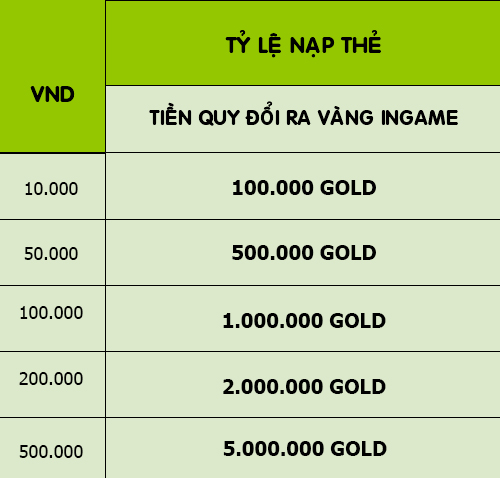 TỶ LỆ NẠP THẺ
VND
TIỀN QUY ĐỔI RA VÀNG INGAME
10.000 100.000 GOLD
50.000 500.000 GOLD
100.000 1.000.000 GOLD
200.000 2.000.000 GOLD
500.000 5.000.000 GOLD